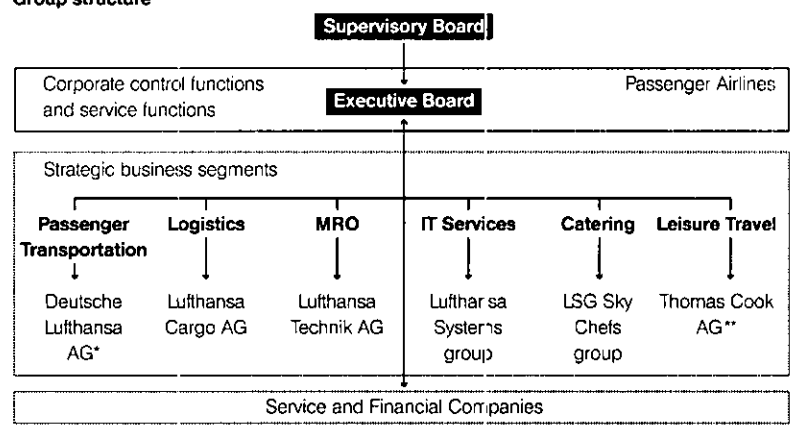 Group structure
Supervisory Board
Corporate control functions
and service functions
Executive Board
Passenger Airlines
Strategic business segments
Passenger
Transportation
Logistics
MRO
IT Services
Catering
Leisure Travel
Deutsche
Lufthansa
AG*
Lufthansa
Cargo AG
Lufthansa
Technik AG
Lufthansa
Systems
group
LSG Sky
Chefs
group
Thomas Cook
AG**
Service and Financial Companies